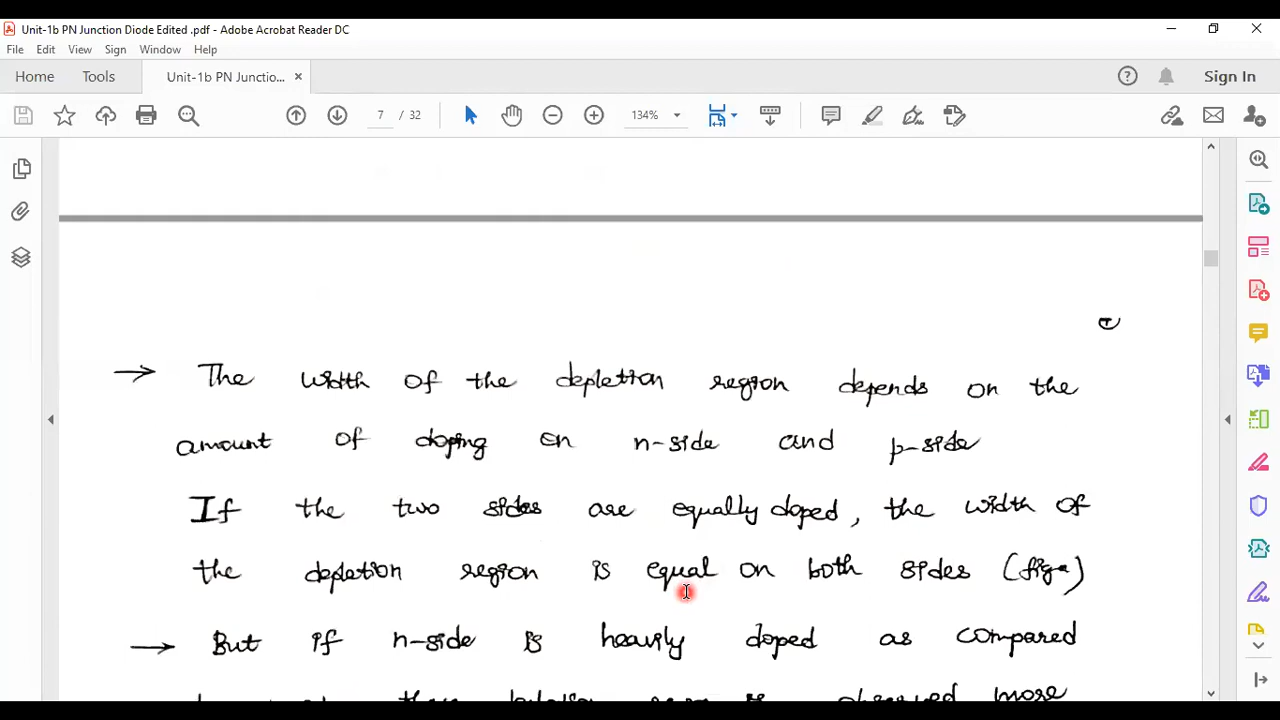 Unit-1b PN Junction Diode Edited .pdf - Adobe Acrobat Reader DC
File Edit View Sign Window Help
Home Tools Unit-1b PN Junctio... × Sign In
7 / 32 134%
→ The width of the depletion region depends on the
amount of doping on n-side and p-side
If the two sides are equally doped, the width of
the depletion region is equal on both sides (fig a)
→ But if n-side is heavily doped as compared
observed more